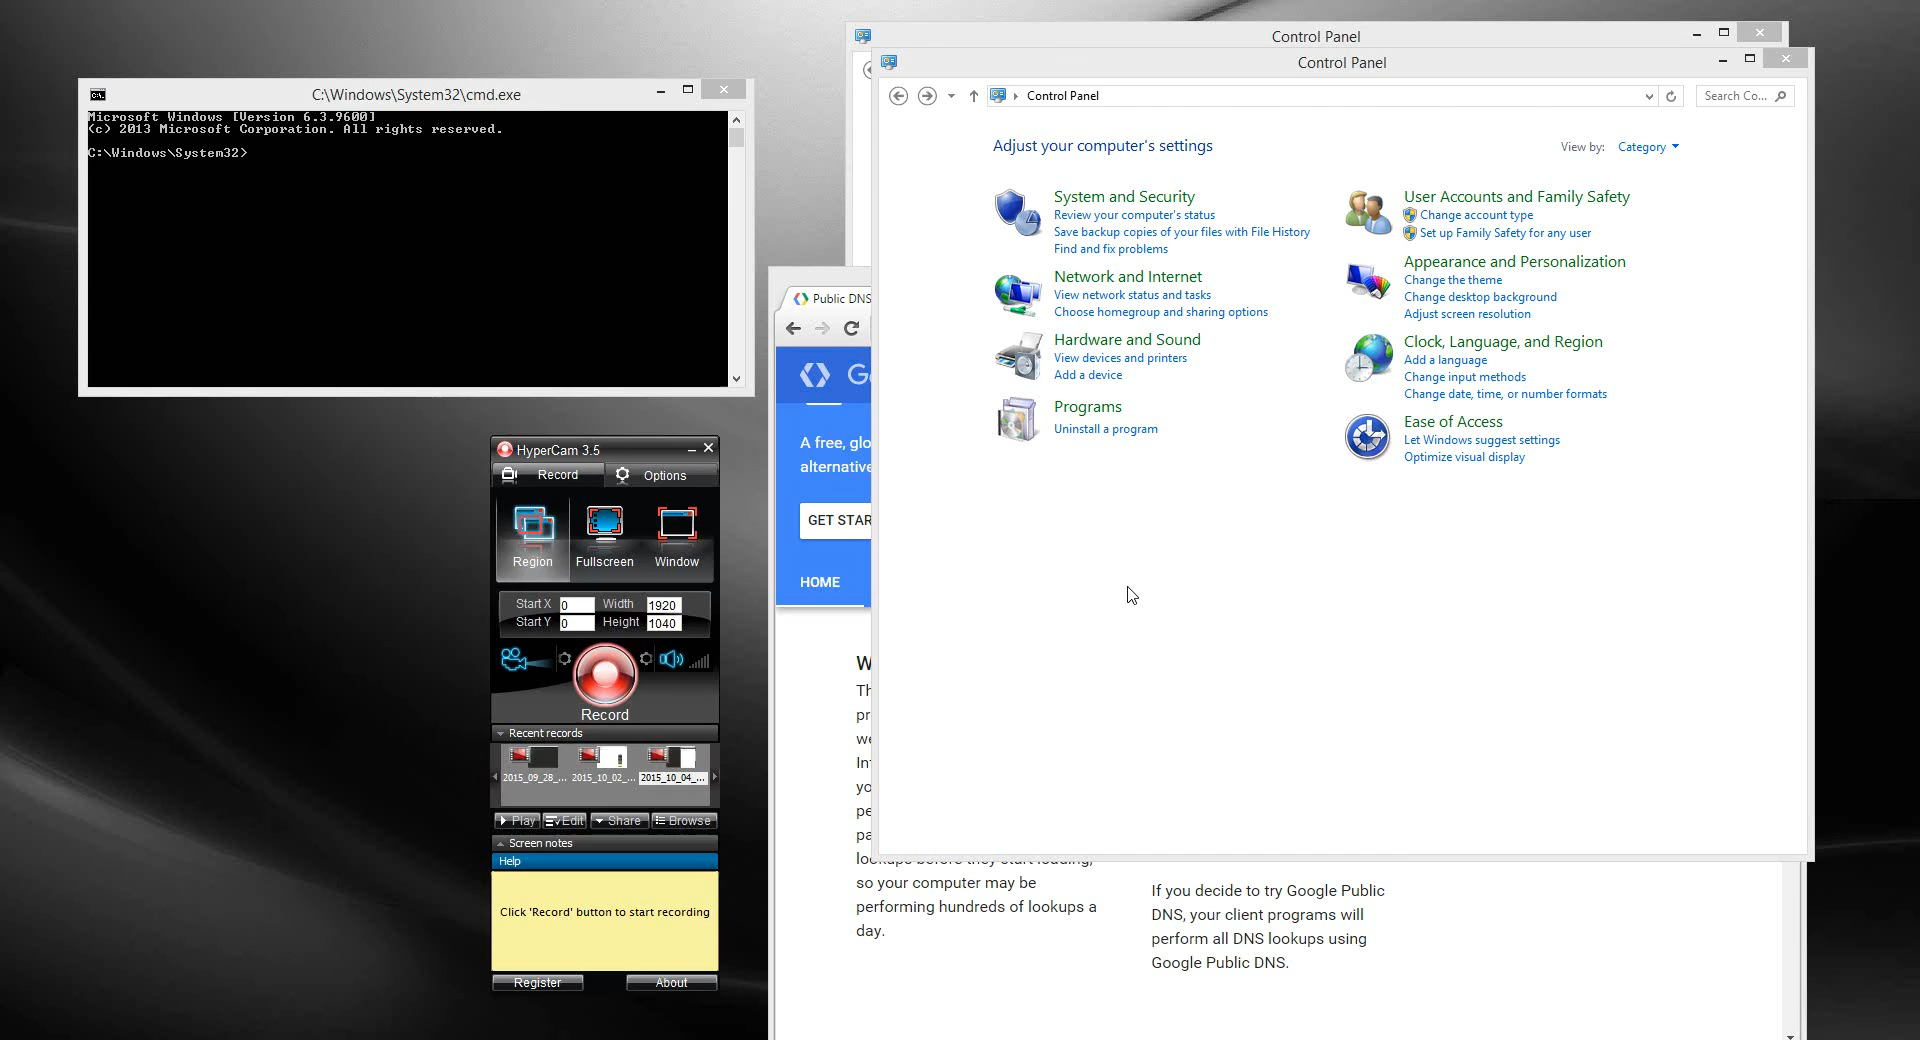 C:\Windows\System32\cmd.exe
Microsoft Windows [Version 6.3.9600]
(c) 2013 Microsoft Corporation. All rights reserved.
C:\Windows\System32>
Control Panel
Control Panel
Control Panel
Search Co...
Adjust your computer's settings
View by: Category
System and Security
Review your computer's status
Save backup copies of your files with File History
Find and fix problems
Network and Internet
View network status and tasks
Choose homegroup and sharing options
Hardware and Sound
View devices and printers
Add a device
Programs
Uninstall a program
User Accounts and Family Safety
Change account type
Set up Family Safety for any user
Appearance and Personalization
Change the theme
Change desktop background
Adjust screen resolution
Clock, Language, and Region
Add a language
Change input methods
Change date, time, or number formats
Ease of Access
Let Windows suggest settings
Optimize visual display
HyperCam 3.5
Record Options
Region Fullscreen Window
Start X 0 Width 1920
Start Y 0 Height 1040
Record
Recent records
2015_09_28_... 2015_10_02_... 2015_10_04_...
Play Edit Share Browse
Screen notes
Help
Click 'Record' button to start recording
Register About
Public DNS
A free, glo
alternative
GET STAR
HOME
lookups before they start loading,
so your computer may be
performing hundreds of lookups a
day.
If you decide to try Google Public
DNS, your client programs will
perform all DNS lookups using
Google Public DNS.